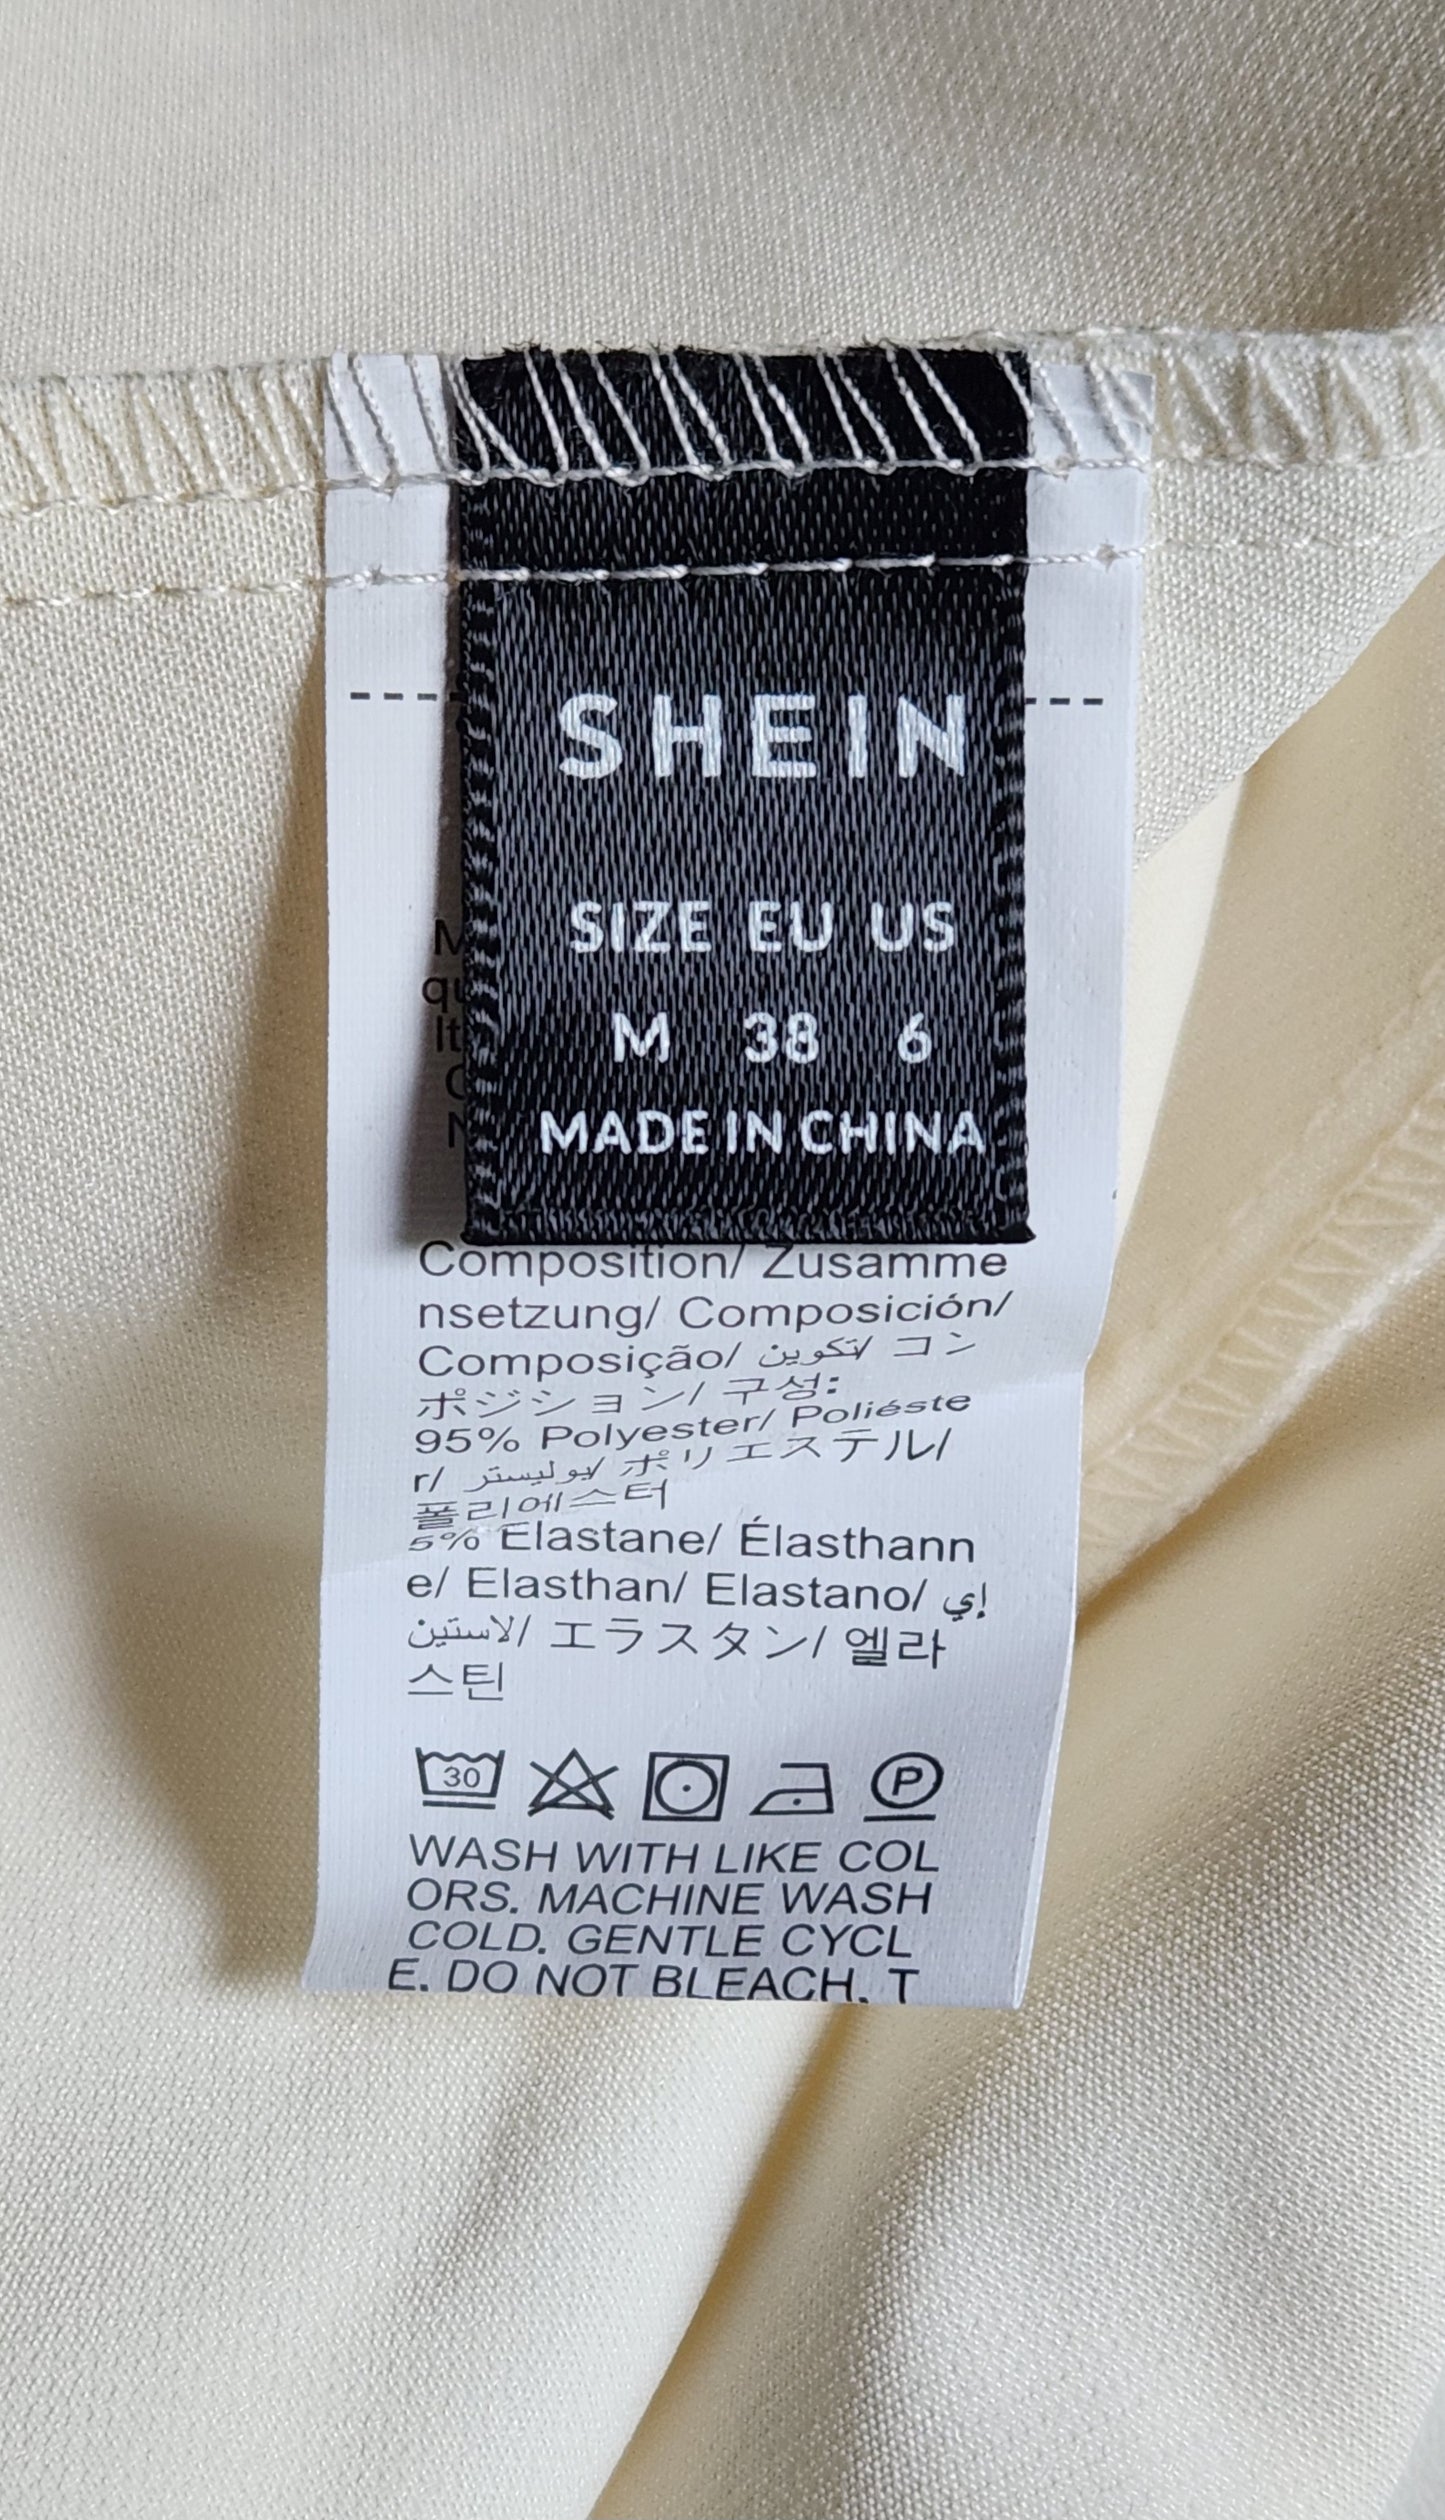 SHEIN
SIZE EU US
M 38 6
MADE IN CHINA
Composition/ Zusamme
nsetzung/ Composición/
Composição/ تكوين/ コン
ポジション/ 구성:
95% Polyester/ Poliéste
r/ بوليستر/ ポリエステル/
폴리에스터
5% Elastane/ Élasthann
e/ Elasthan/ Elastano/ إي
لاستين/ エラスタン/ 엘라
스틴
30
P
WASH WITH LIKE COL
ORS. MACHINE WASH
COLD. GENTLE CYCL
E. DO NOT BLEACH. T